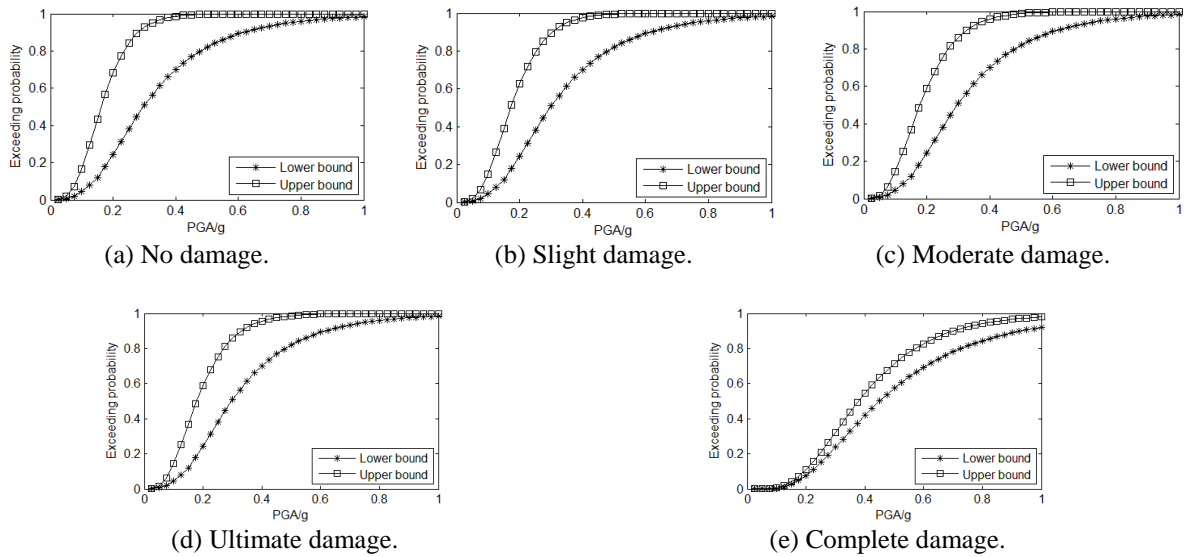 1
0.8
0.6
0.4
0.2
0
Exceeding probability
0 0.2 0.4 0.6 0.8 1
PGA/g
Lower bound
Upper bound
(a) No damage.
1
0.8
0.6
0.4
0.2
0
Exceeding probability
0 0.2 0.4 0.6 0.8 1
PGA/g
Lower bound
Upper bound
(b) Slight damage.
1
0.8
0.6
0.4
0.2
0
Exceeding probability
0 0.2 0.4 0.6 0.8 1
PGA/g
Lower bound
Upper bound
(c) Moderate damage.
1
0.8
0.6
0.4
0.2
0
Exceeding probability
0 0.2 0.4 0.6 0.8 1
PGA/g
Lower bound
Upper bound
(d) Ultimate damage.
1
0.8
0.6
0.4
0.2
0
Exceeding probability
0 0.2 0.4 0.6 0.8 1
PGA/g
Lower bound
Upper bound
(e) Complete damage.